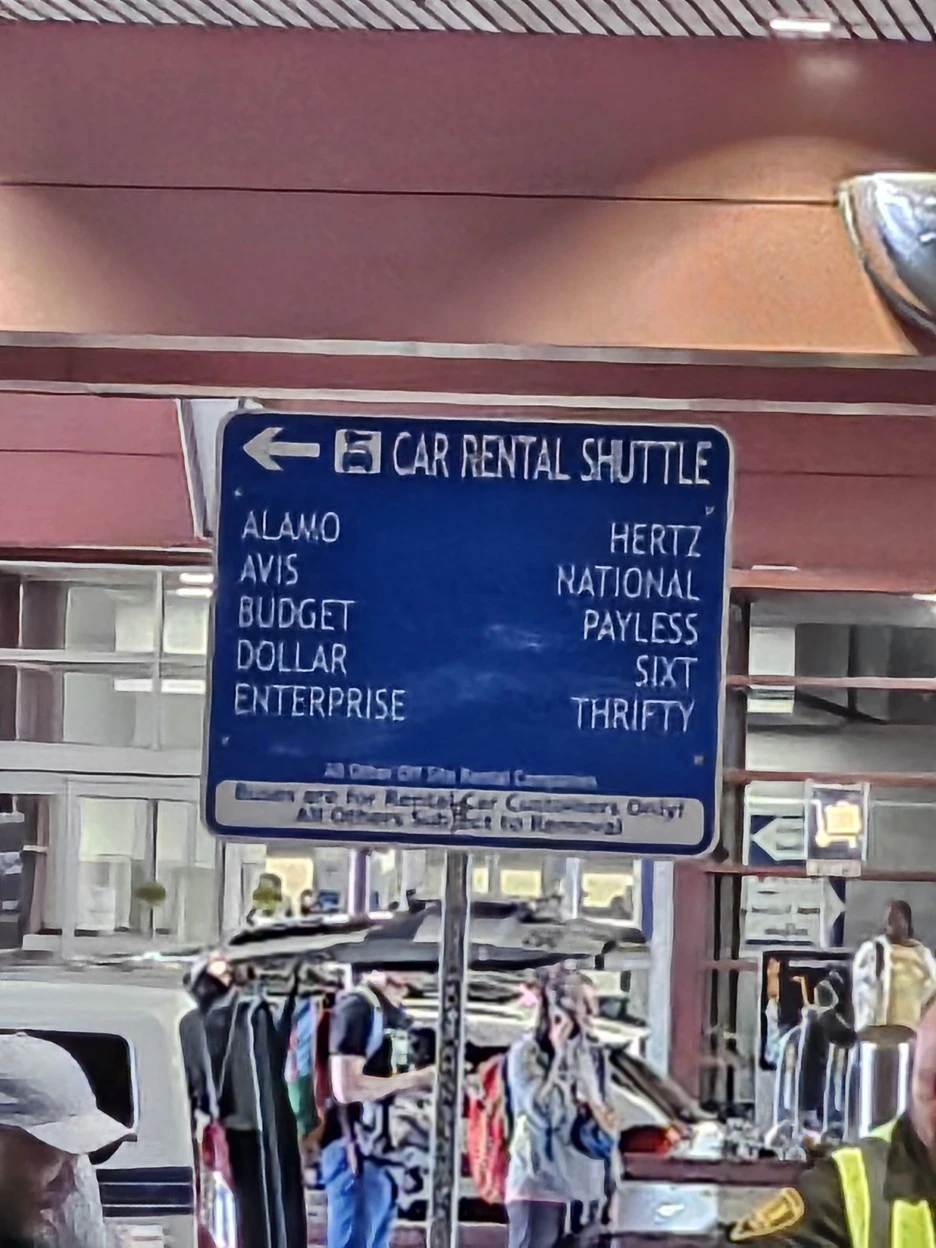 CAR RENTAL SHUTTLE
ALAMO
AVIS
BUDGET
DOLLAR
ENTERPRISE
HERTZ
NATIONAL
PAYLESS
SIXT
THRIFTY
All Other Off Site Rental Companies
Buses are for Rental Car Customers Only!
All Others Subject to Removal